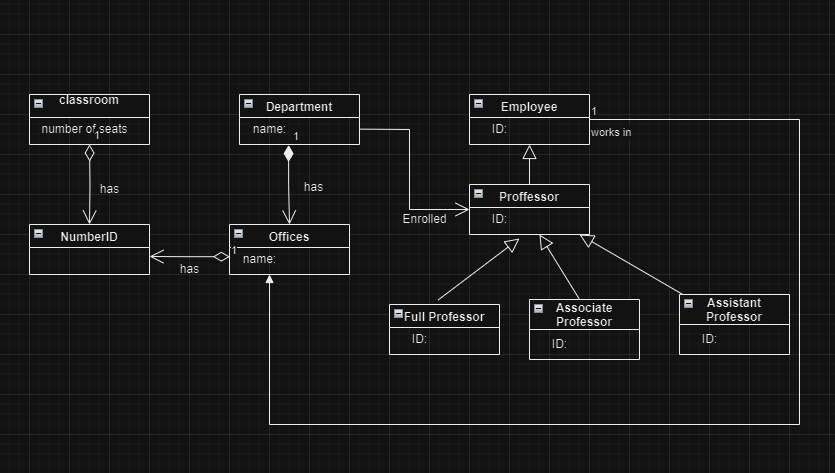 classroom
number of seats
1
has
NumberID
Department
name:
1
has
Offices
name:
1
has
Employee
ID:
1
works in
Proffessor
ID:
Enrolled
Full Professor
ID:
Associate
Professor
ID:
Assistant
Professor
ID: